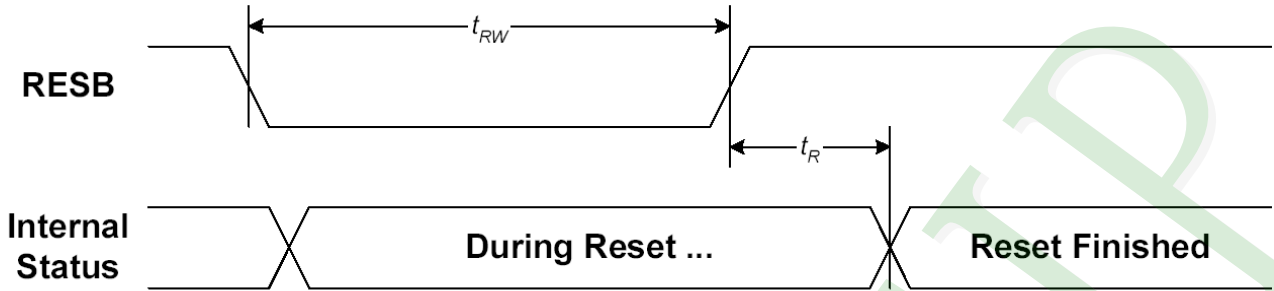 t_RW
RESB
t_R
Internal
Status
During Reset ...
Reset Finished